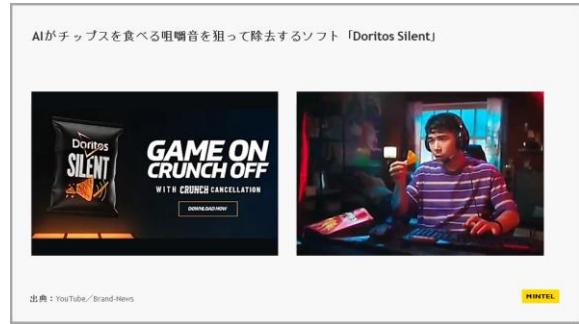 AIがチップスを食べる咀嚼音を狙って除去するソフト「Doritos Silent」
Doritos
SILENT
GAME ON
CRUNCH OFF
WITH CRUNCH CANCELLATION
DOWNLOAD NOW
出典：YouTube／Brand-News
MINTEL